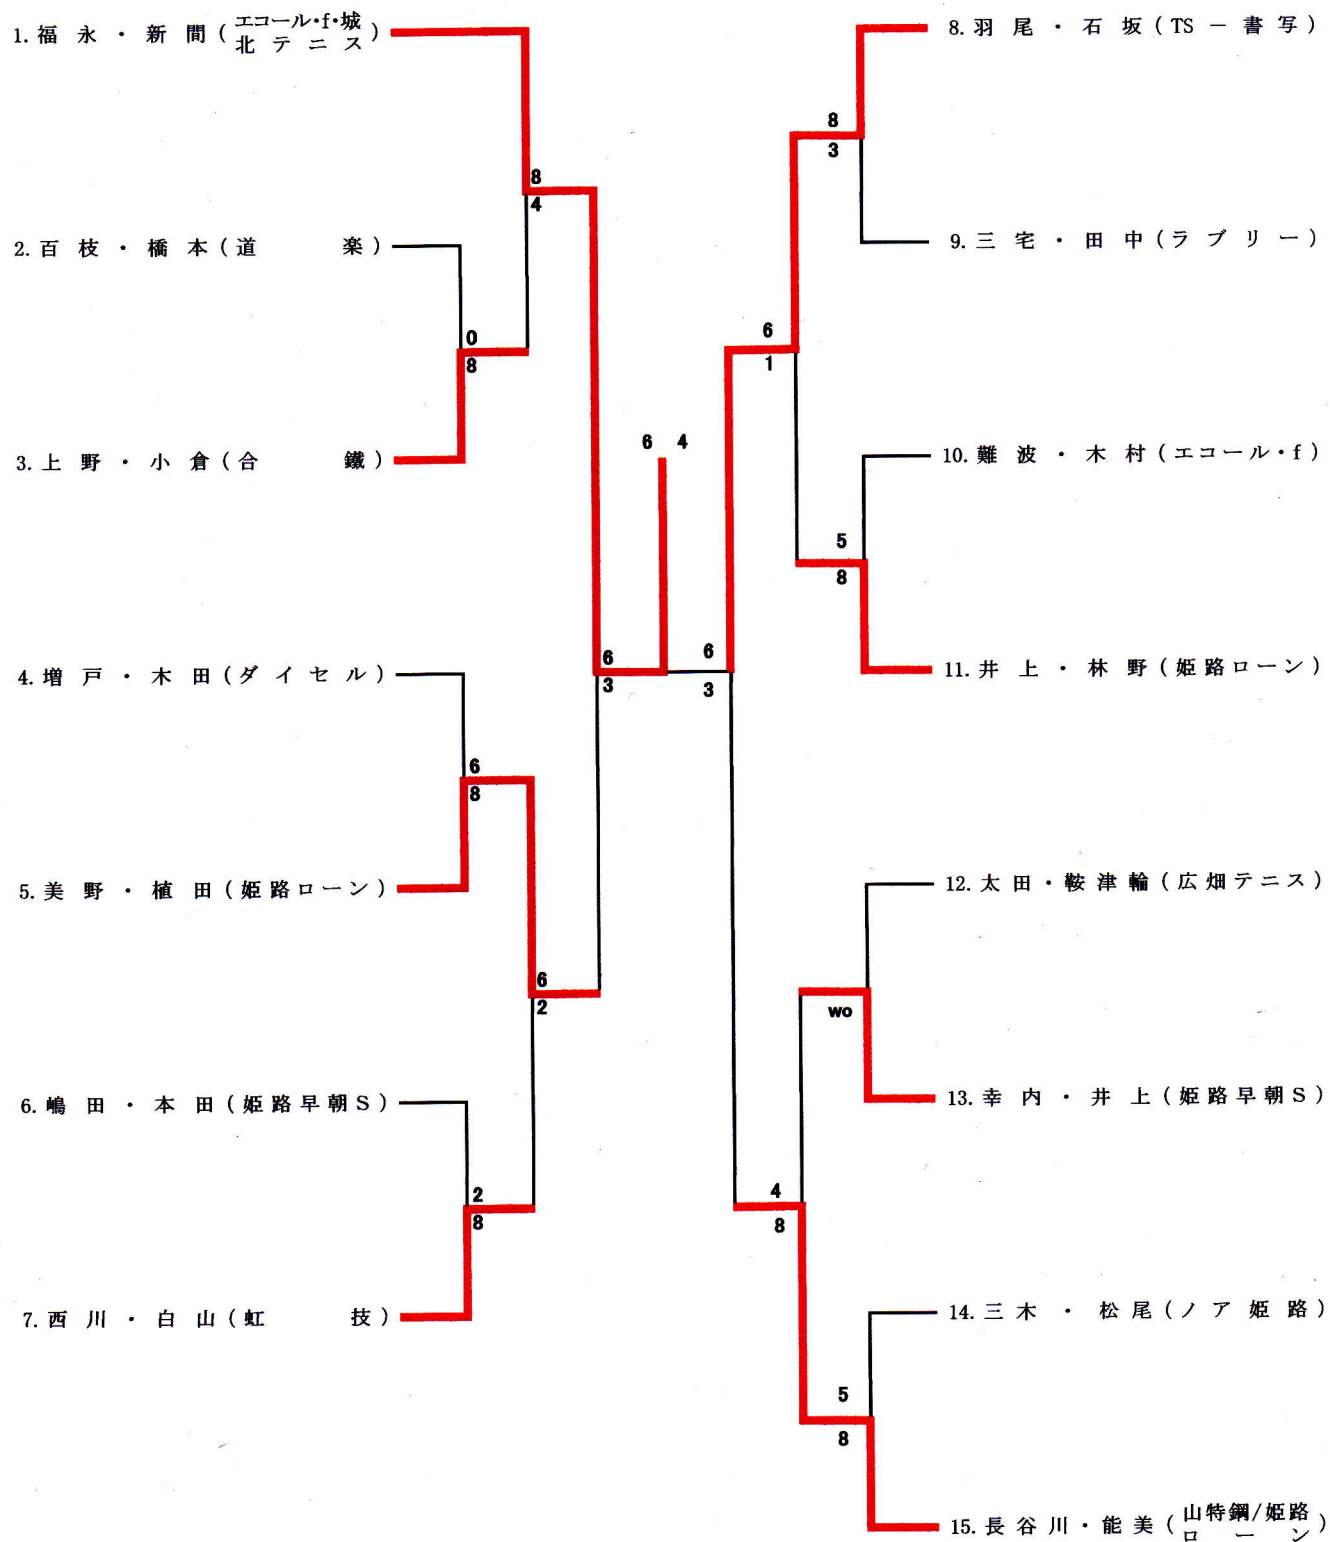 1. 福永・新間(エコール・f・城北テニス)
8
4
2. 百枝・橋本(道楽)
0
8
3. 上野・小倉(合鐵)
6 4
4. 増戸・木田(ダイセル)
6
3
6
8
5. 美野・植田(姫路ローン)
6
2
6. 嶋田・本田(姫路早朝S)
2
8
7. 西川・白山(虹技)
8. 羽尾・石坂(TS－書写)
8
3
9. 三宅・田中(ラブリー)
6
1
10. 難波・木村(エコール・f)
5
8
11. 井上・林野(姫路ローン)
6
3
12. 太田・鞍津輪(広畑テニス)
wo
13. 幸内・井上(姫路早朝S)
4
8
14. 三木・松尾(ノア姫路)
5
8
15. 長谷川・能美(山特鋼/姫路ローン)